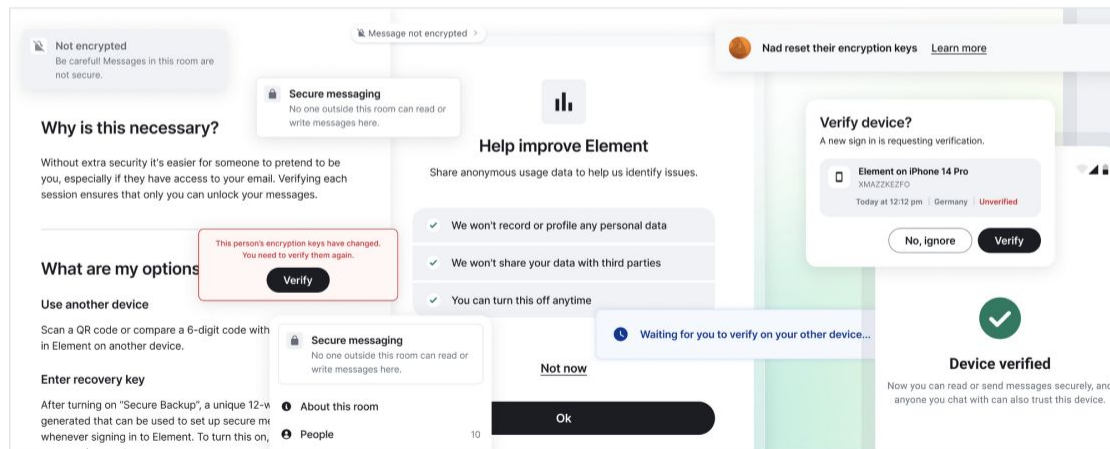 Not encrypted
Be careful! Messages in this room are
not secure.
Message not encrypted
Secure messaging
No one outside this room can read or
write messages here.
Why is this necessary?
Without extra security it's easier for someone to pretend to be
you, especially if they have access to your email. Verifying each
session ensures that only you can unlock your messages.
This person's encryption keys have changed.
You need to verify them again.
Verify
What are my options
Use another device
Scan a QR code or compare a 6-digit code with
in Element on another device.
Enter recovery key
After turning on "Secure Backup", a unique 12-w
generated that can be used to set up secure me
whenever signing in to Element. To turn this on,
Secure messaging
No one outside this room can read or
write messages here.
About this room
People 10
Help improve Element
Share anonymous usage data to help us identify issues.
We won't record or profile any personal data
We won't share your data with third parties
You can turn this off anytime
Not now
Ok
Waiting for you to verify on your other device...
Nad reset their encryption keys Learn more
Verify device?
A new sign in is requesting verification.
Element on iPhone 14 Pro
XMAZZKEZFO
Today at 12:12 pm Germany Unverified
No, ignore Verify
Device verified
Now you can read or send messages securely, and
anyone you chat with can also trust this device.